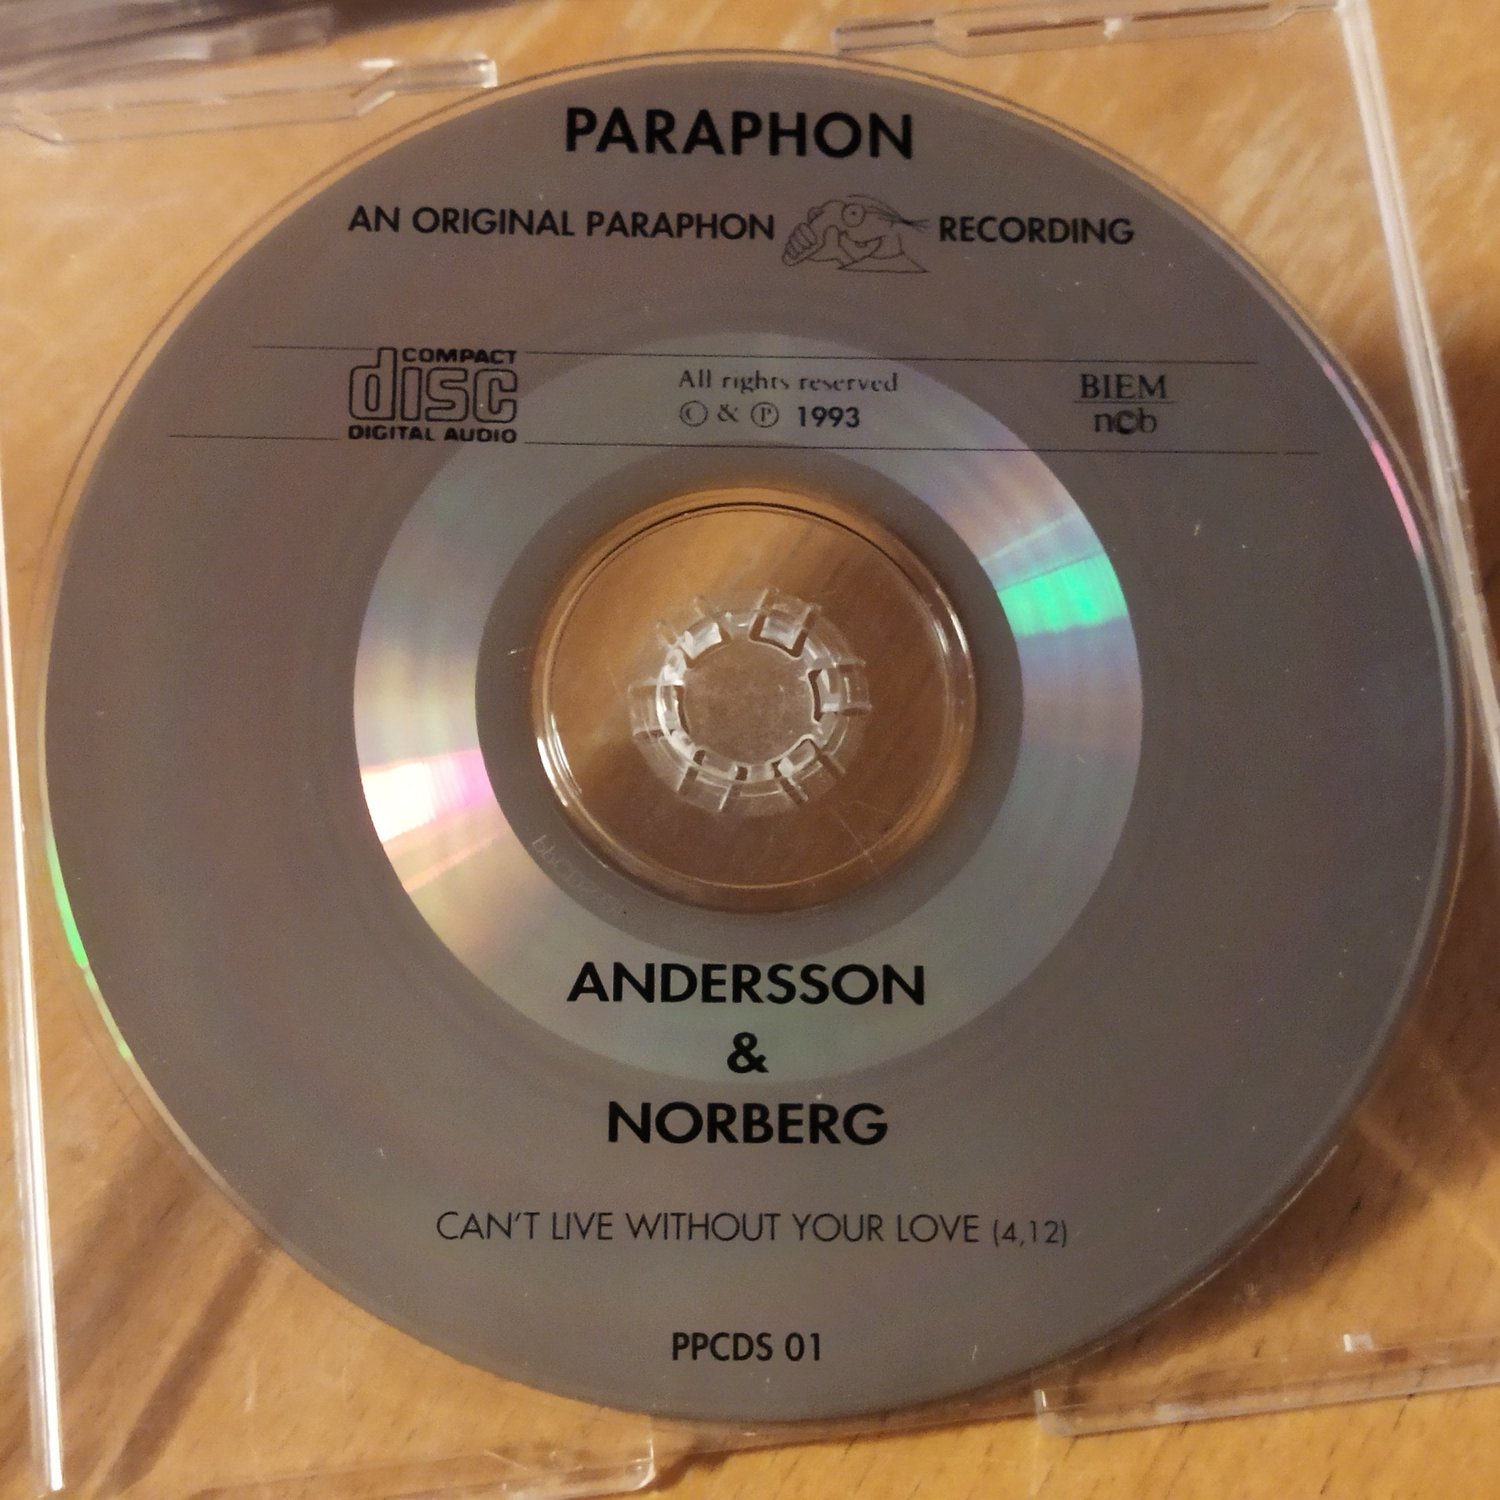 PARAPHON
AN ORIGINAL PARAPHON RECORDING
COMPACT
disc
DIGITAL AUDIO
All rights reserved
© & ℗ 1993
BIEM
ncb
ANDERSSON
&
NORBERG
CAN'T LIVE WITHOUT YOUR LOVE (4,12)
PPCDS 01